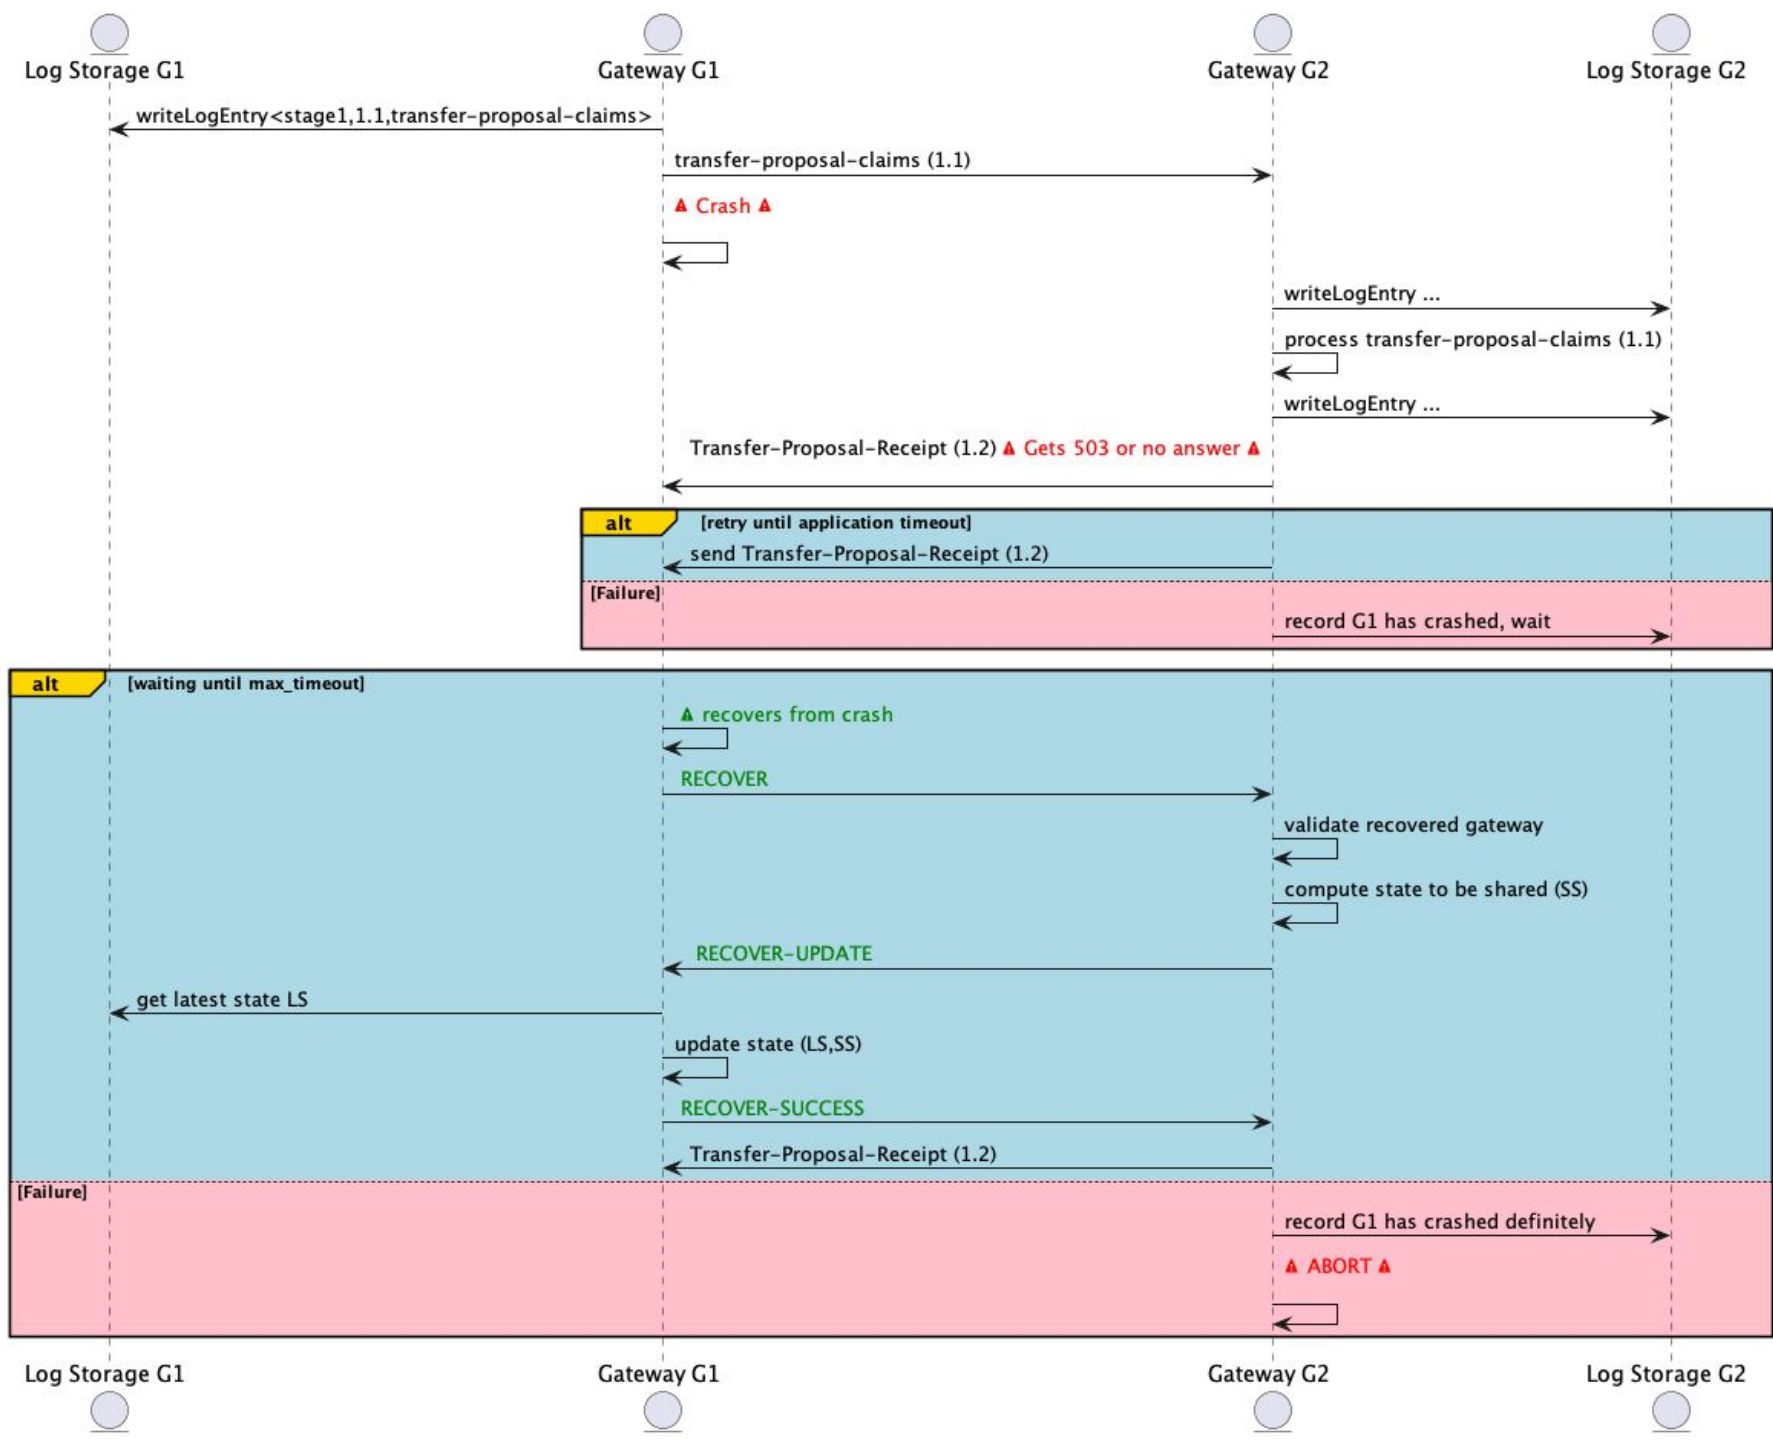 Log Storage G1
Gateway G1
Gateway G2
Log Storage G2
writeLogEntry<stage1,1.1,transfer-proposal-claims>
transfer-proposal-claims (1.1)
Crash
writeLogEntry ...
process transfer-proposal-claims (1.1)
writeLogEntry ...
Transfer-Proposal-Receipt (1.2) Gets 503 or no answer
alt [retry until application timeout]
send Transfer-Proposal-Receipt (1.2)
[Failure]
record G1 has crashed, wait
alt [waiting until max_timeout]
recovers from crash
RECOVER
validate recovered gateway
compute state to be shared (SS)
RECOVER-UPDATE
get latest state LS
update state (LS,SS)
RECOVER-SUCCESS
Transfer-Proposal-Receipt (1.2)
[Failure]
record G1 has crashed definitely
ABORT
Log Storage G1
Gateway G1
Gateway G2
Log Storage G2